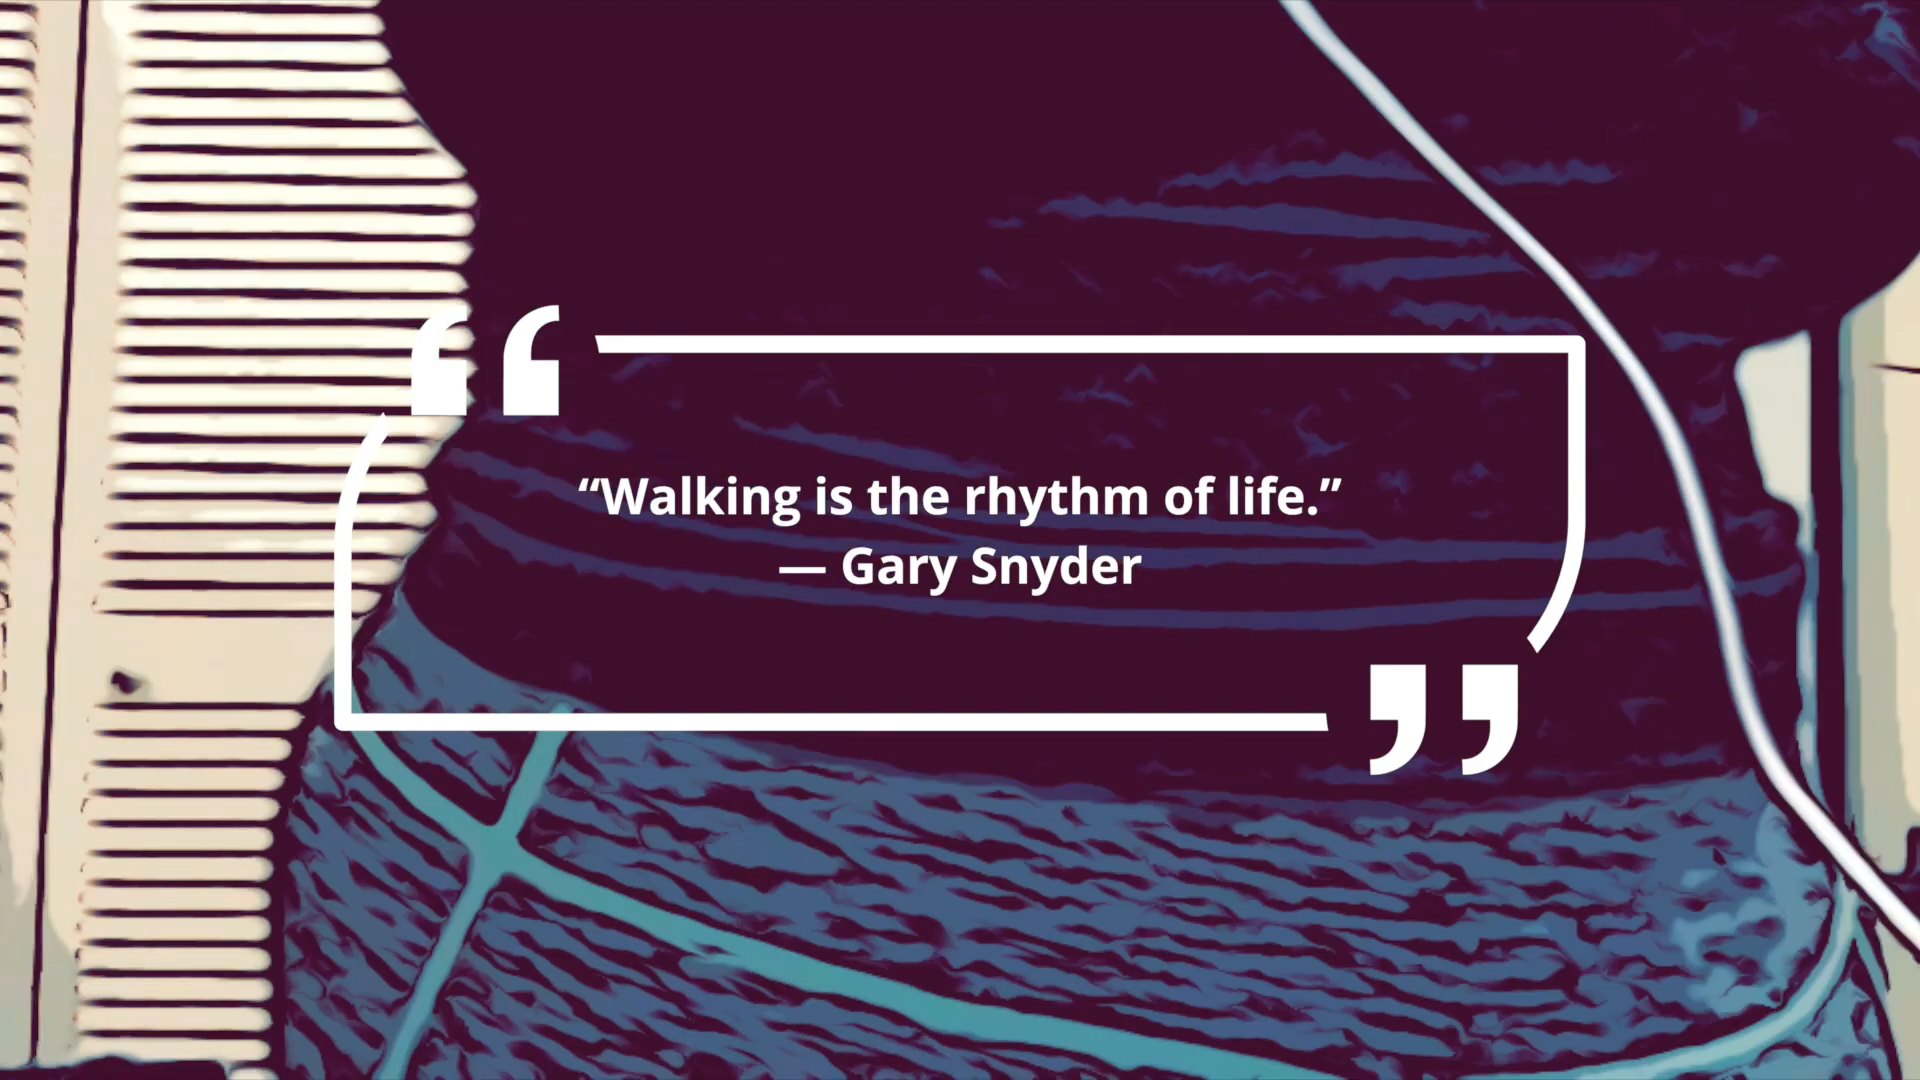 “Walking is the rhythm of life.”
— Gary Snyder